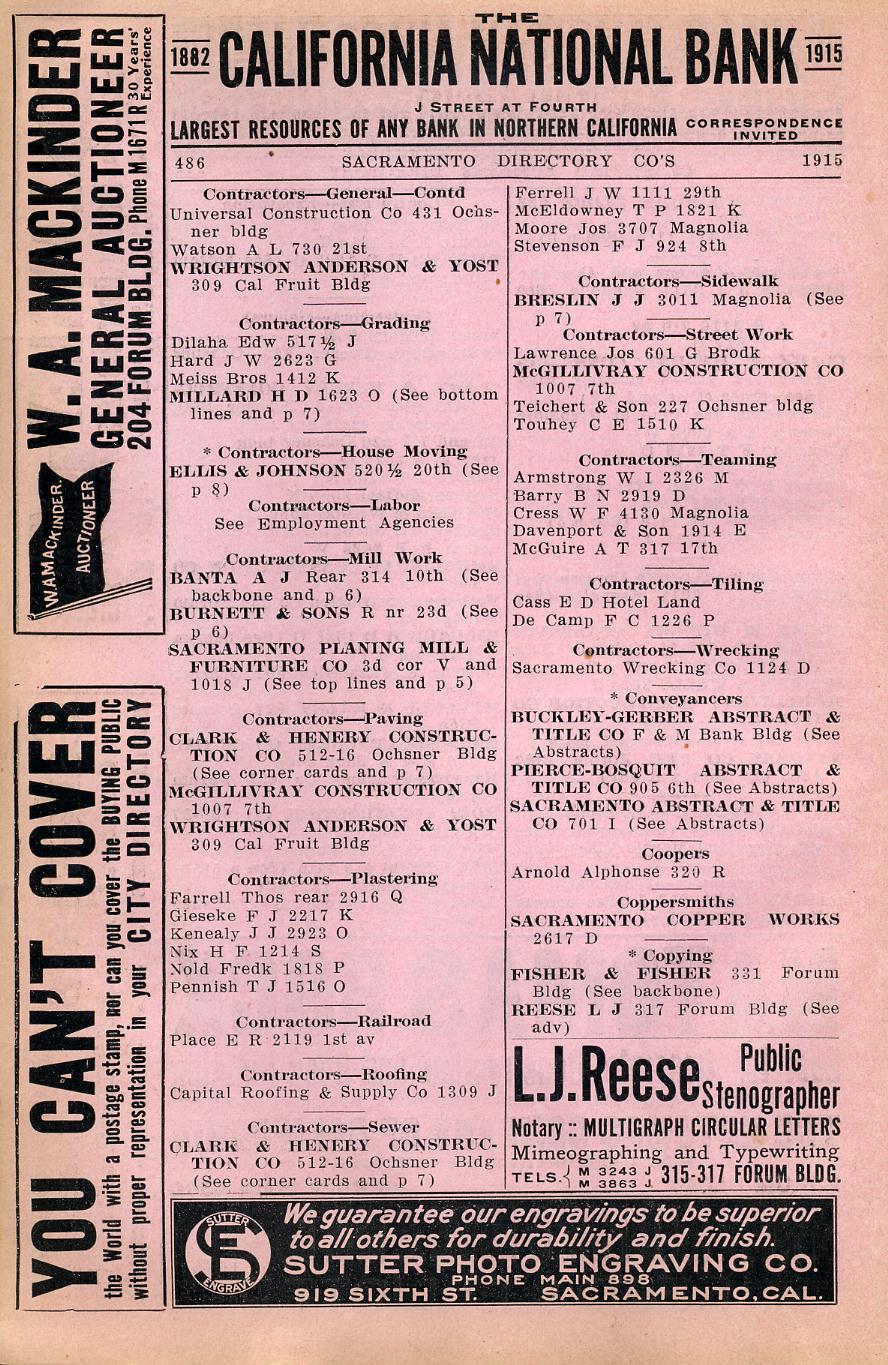 THE
1882 CALIFORNIA NATIONAL BANK 1915
J STREET AT FOURTH
LARGEST RESOURCES OF ANY BANK IN NORTHERN CALIFORNIA CORRESPONDENCE INVITED
486 SACRAMENTO DIRECTORY CO'S 1915
W. A. MACKINDER
GENERAL AUCTIONEER 30 Years' Experience
204 FORUM BLDG. Phone M 1671 R
W.A.MACKINDER.
AUCTIONEER
YOU CAN'T COVER
the World with a postage stamp, nor can you cover the BUYING PUBLIC
without proper representation in your CITY DIRECTORY
Contractors—General—Contd
Universal Construction Co 431 Ochs-
ner bldg
Watson A L 730 21st
WRIGHTSON ANDERSON & YOST
309 Cal Fruit Bldg
Contractors—Grading
Dilaha Edw 517½ J
Hard J W 2623 G
Meiss Bros 1412 K
MILLARD H D 1623 O (See bottom
lines and p 7)
* Contractors—House Moving
ELLIS & JOHNSON 520½ 20th (See
p 8)
Contractors—Labor
See Employment Agencies
Contractors—Mill Work
BANTA A J Rear 314 10th (See
backbone and p 6)
BURNETT & SONS R nr 23d (See
p 6)
SACRAMENTO PLANING MILL &
FURNITURE CO 3d cor V and
1018 J (See top lines and p 5)
Contractors—Paving
CLARK & HENERY CONSTRUC-
TION CO 512-16 Ochsner Bldg
(See corner cards and p 7)
McGILLIVRAY CONSTRUCTION CO
1007 7th
WRIGHTSON ANDERSON & YOST
309 Cal Fruit Bldg
Contractors—Plastering
Farrell Thos rear 2916 Q
Gieseke F J 2217 K
Kenealy J J 2923 O
Nix H F 1214 S
Nold Fredk 1818 P
Pennish T J 1516 O
Contractors—Railroad
Place E R 2119 1st av
Contractors—Roofing
Capital Roofing & Supply Co 1309 J
Contractors—Sewer
CLARK & HENERY CONSTRUC-
TION CO 512-16 Ochsner Bldg
(See corner cards and p 7)
Ferrell J W 1111 29th
McEldowney T P 1821 K
Moore Jos 3707 Magnolia
Stevenson F J 924 8th
Contractors—Sidewalk
BRESLIN J J 3011 Magnolia (See
p 7)
Contractors—Street Work
Lawrence Jos 601 G Brodk
McGILLIVRAY CONSTRUCTION CO
1007 7th
Teichert & Son 227 Ochsner bldg
Touhey C E 1510 K
Contractors—Teaming
Armstrong W I 2326 M
Barry B N 2919 D
Cress W F 4130 Magnolia
Davenport & Son 1914 E
McGuire A T 317 17th
Contractors—Tiling
Cass E D Hotel Land
De Camp F C 1226 P
Contractors—Wrecking
Sacramento Wrecking Co 1124 D
* Conveyancers
BUCKLEY-GERBER ABSTRACT &
TITLE CO F & M Bank Bldg (See
Abstracts)
PIERCE-BOSQUIT ABSTRACT &
TITLE CO 905 6th (See Abstracts)
SACRAMENTO ABSTRACT & TITLE
CO 701 I (See Abstracts)
Coopers
Arnold Alphonse 320 R
Coppersmiths
SACRAMENTO COPPER WORKS
2617 D
* Copying
FISHER & FISHER 331 Forum
Bldg (See backbone)
REESE L J 317 Forum Bldg (See
adv)
L.J.Reese Public Stenographer
Notary :: MULTIGRAPH CIRCULAR LETTERS
Mimeographing and Typewriting
TELS. { M 3243 J M 3863 J. 315-317 FORUM BLDG.
SUTTER
SE
ENGRAVE
We guarantee our engravings to be superior
to all others for durability and finish.
SUTTER PHOTO ENGRAVING CO.
PHONE MAIN 898
919 SIXTH ST. SACRAMENTO, CAL.